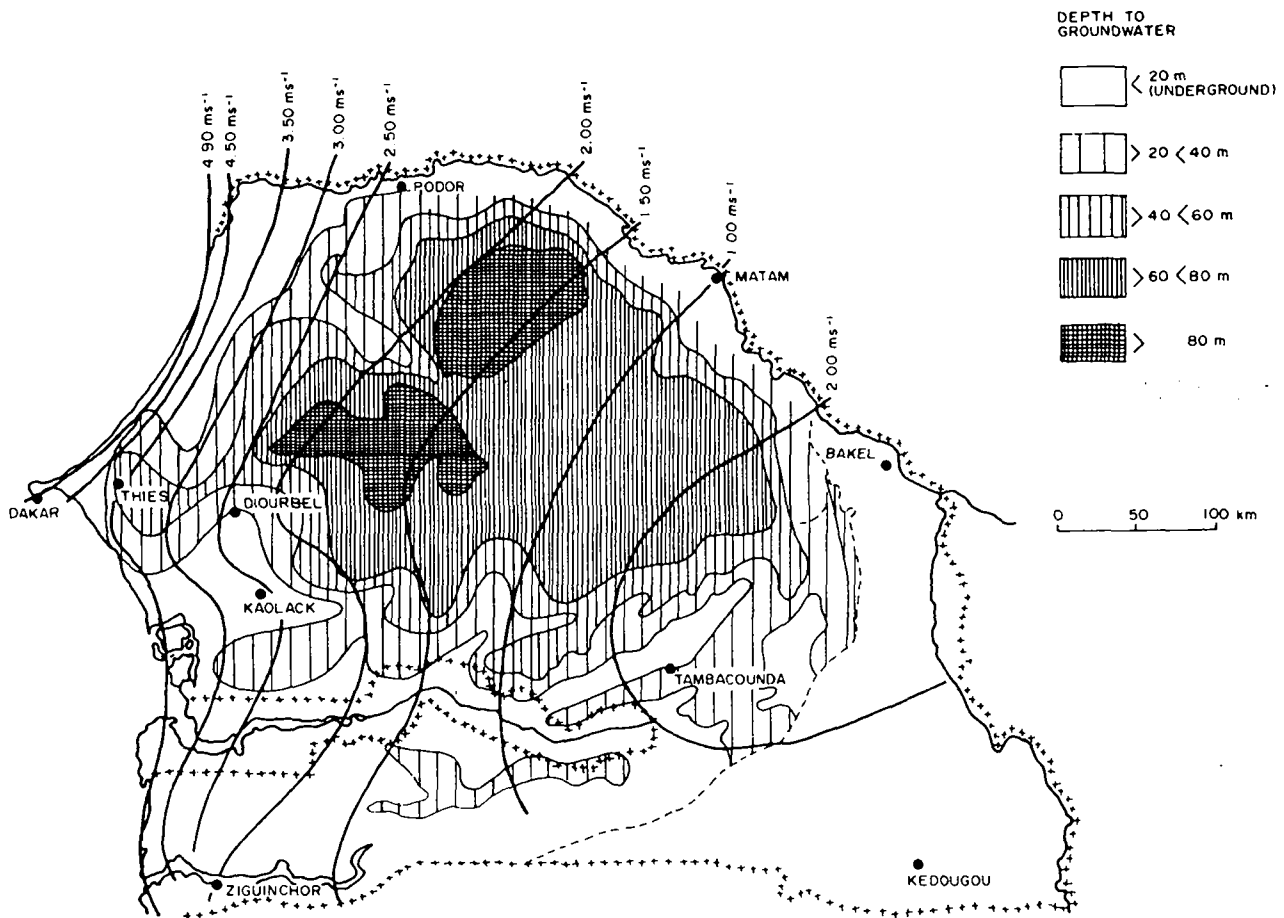 DEPTH TO
GROUNDWATER
< 20 m
(UNDERGROUND)
> 20 < 40 m
> 40 < 60 m
> 60 < 80 m
> 80 m
4.90 ms⁻¹
4.50 ms⁻¹
3.50 ms⁻¹
3.00 ms⁻¹
2.50 ms⁻¹
2.00 ms⁻¹
1.50 ms⁻¹
1.00 ms⁻¹
2.00 ms⁻¹
PODOR
MATAM
BAKEL
0 50 100 km
DAKAR
THIES
DIOURBEL
KAOLACK
TAMBACOUNDA
ZIGUINCHOR
KEDOUGOU